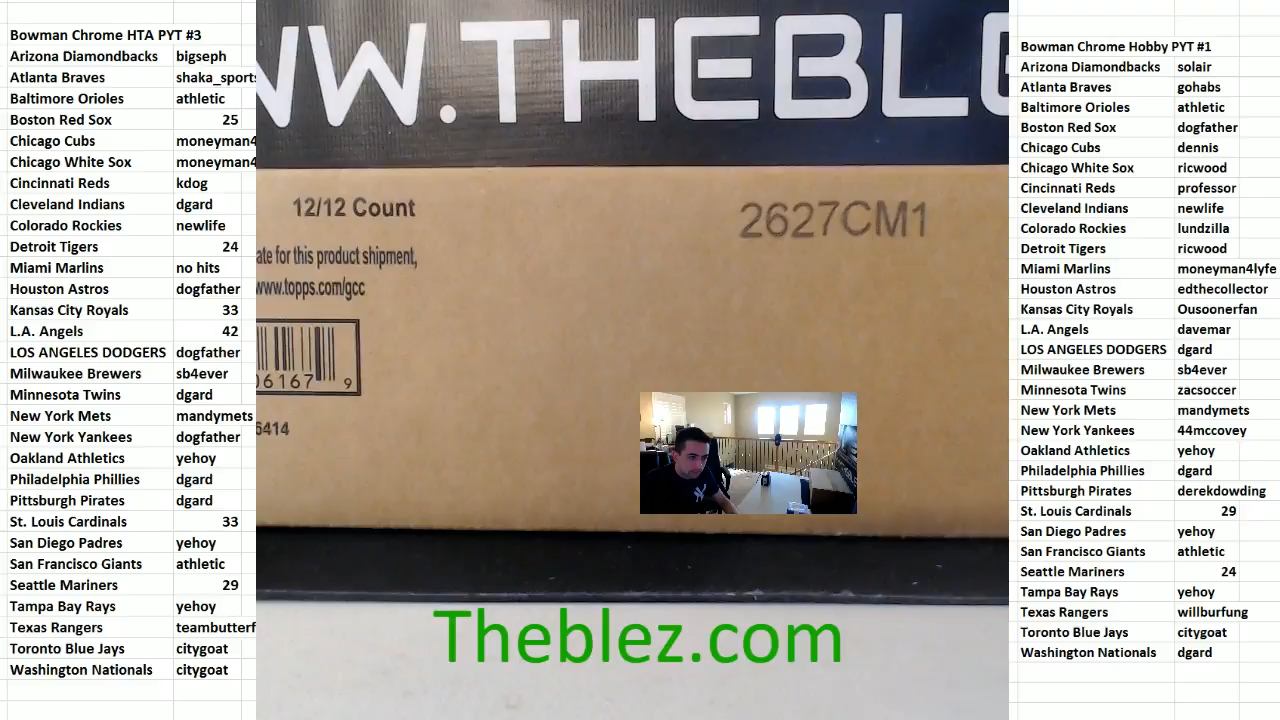 Bowman Chrome HTA PYT #3
Arizona Diamondbacks bigseph
Atlanta Braves shaka_sports
Baltimore Orioles athletic
Boston Red Sox 25
Chicago Cubs moneyman4
Chicago White Sox moneyman4
Cincinnati Reds kdog
Cleveland Indians dgard
Colorado Rockies newlife
Detroit Tigers 24
Miami Marlins no hits
Houston Astros dogfather
Kansas City Royals 33
L.A. Angels 42
LOS ANGELES DODGERS dogfather
Milwaukee Brewers sb4ever
Minnesota Twins dgard
New York Mets mandymets
New York Yankees dogfather
Oakland Athletics yehoy
Philadelphia Phillies dgard
Pittsburgh Pirates dgard
St. Louis Cardinals 33
San Diego Padres yehoy
San Francisco Giants athletic
Seattle Mariners 29
Tampa Bay Rays yehoy
Texas Rangers teambutterf
Toronto Blue Jays citygoat
Washington Nationals citygoat
WW.THEBLE
12/12 Count
2627CM1
ate for this product shipment,
www.topps.com/gcc
06167 9
6414
Theblez.com
Bowman Chrome Hobby PYT #1
Arizona Diamondbacks solair
Atlanta Braves gohabs
Baltimore Orioles athletic
Boston Red Sox dogfather
Chicago Cubs dennis
Chicago White Sox ricwood
Cincinnati Reds professor
Cleveland Indians newlife
Colorado Rockies lundzilla
Detroit Tigers ricwood
Miami Marlins moneyman4lyfe
Houston Astros edthecollector
Kansas City Royals Ousoonerfan
L.A. Angels davemar
LOS ANGELES DODGERS dgard
Milwaukee Brewers sb4ever
Minnesota Twins zacsoccer
New York Mets mandymets
New York Yankees 44mccovey
Oakland Athletics yehoy
Philadelphia Phillies dgard
Pittsburgh Pirates derekdowding
St. Louis Cardinals 29
San Diego Padres yehoy
San Francisco Giants athletic
Seattle Mariners 24
Tampa Bay Rays yehoy
Texas Rangers willburfung
Toronto Blue Jays citygoat
Washington Nationals dgard